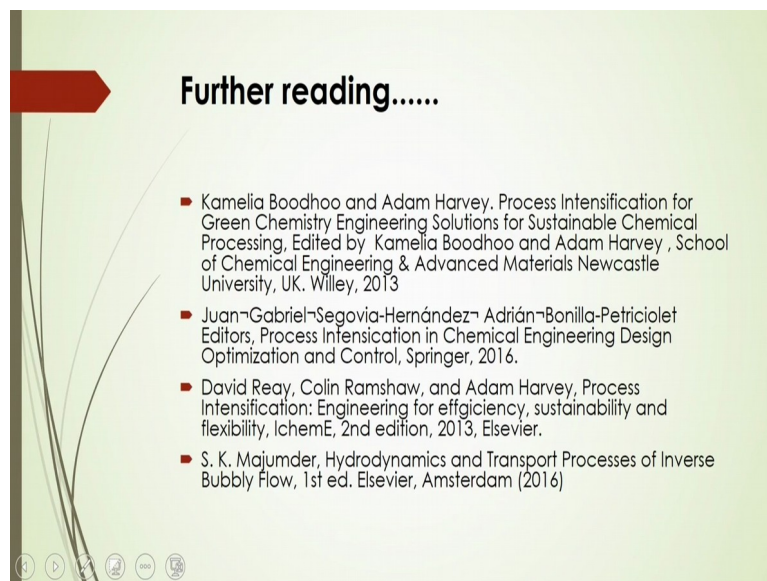 Further reading......
Kamelia Boodhoo and Adam Harvey. Process Intensification for
Green Chemistry Engineering Solutions for Sustainable Chemical
Processing, Edited by Kamelia Boodhoo and Adam Harvey , School
of Chemical Engineering & Advanced Materials Newcastle
University, UK. Willey, 2013
Juan¬Gabriel¬Segovia-Hernández¬ Adrián¬Bonilla-Petriciolet
Editors, Process Intensication in Chemical Engineering Design
Optimization and Control, Springer, 2016.
David Reay, Colin Ramshaw, and Adam Harvey, Process
Intensification: Engineering for effgiciency, sustainability and
flexibility, IchemE, 2nd edition, 2013, Elsevier.
S. K. Majumder, Hydrodynamics and Transport Processes of Inverse
Bubbly Flow, 1st ed. Elsevier, Amsterdam (2016)